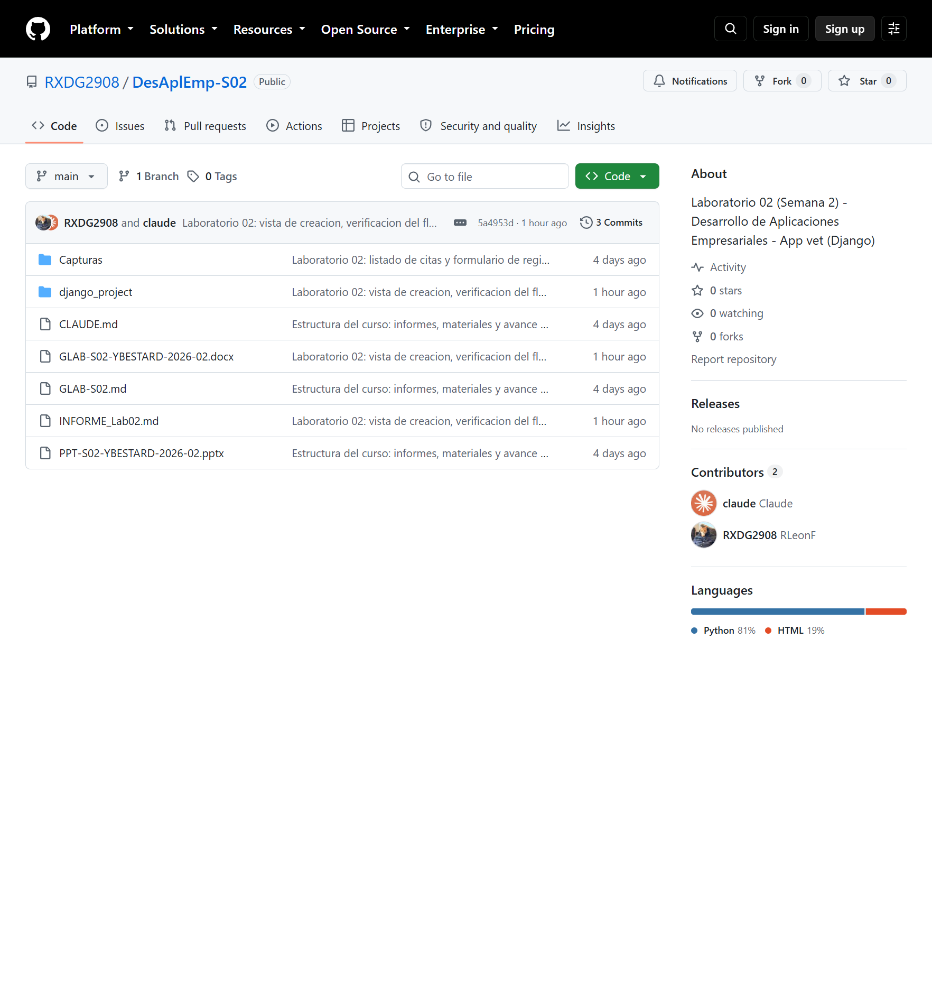 Platform Solutions Resources Open Source Enterprise Pricing Sign in Sign up
RXDG2908 / DesAplEmp-S02 Public Notifications Fork 0 Star 0
Code Issues Pull requests Actions Projects Security and quality Insights
main 1 Branch 0 Tags Go to file Code
RXDG2908 and claude Laboratorio 02: vista de creacion, verificacion del fl... 5a4953d · 1 hour ago 3 Commits
Capturas Laboratorio 02: listado de citas y formulario de regi... 4 days ago
django_project Laboratorio 02: vista de creacion, verificacion del fl... 1 hour ago
CLAUDE.md Estructura del curso: informes, materiales y avance ... 4 days ago
GLAB-S02-YBESTARD-2026-02.docx Laboratorio 02: vista de creacion, verificacion del fl... 1 hour ago
GLAB-S02.md Estructura del curso: informes, materiales y avance ... 4 days ago
INFORME_Lab02.md Laboratorio 02: vista de creacion, verificacion del fl... 1 hour ago
PPT-S02-YBESTARD-2026-02.pptx Estructura del curso: informes, materiales y avance ... 4 days ago
About
Laboratorio 02 (Semana 2) -
Desarrollo de Aplicaciones
Empresariales - App vet (Django)
Activity
0 stars
0 watching
0 forks
Report repository
Releases
No releases published
Contributors 2
claude Claude
RXDG2908 RLeonF
Languages
Python 81% HTML 19%